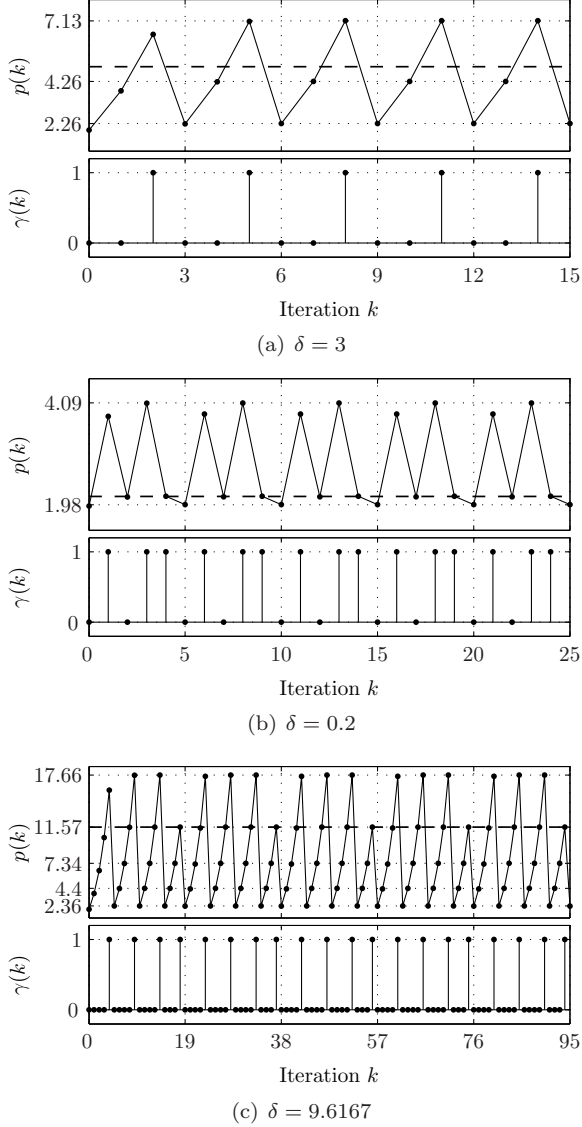 7.13
4.26
2.26
p(k)
1
0
γ(k)
0 3 6 9 12 15
Iteration k
(a) δ = 3
4.09
1.98
p(k)
1
0
γ(k)
0 5 10 15 20 25
Iteration k
(b) δ = 0.2
17.66
11.57
7.34
4.4
2.36
p(k)
1
0
γ(k)
0 19 38 57 76 95
Iteration k
(c) δ = 9.6167